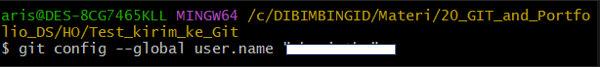 aris@DES-8CG7465KLL MINGW64 /c/DIBIMBINGID/Materi/20_GIT_and_Portfo
lio_DS/HO/Test_kirim_ke_Git
$ git config --global user.name "